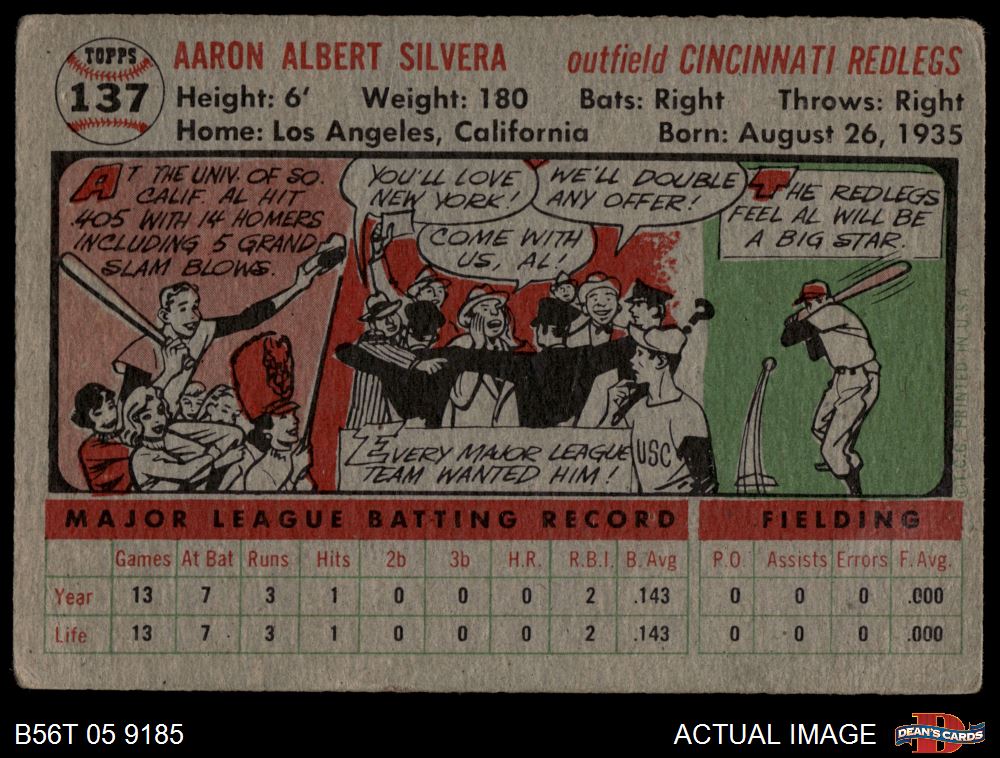 TOPPS
137
AARON ALBERT SILVERA
outfield CINCINNATI REDLEGS
Height: 6' Weight: 180 Bats: Right Throws: Right
Home: Los Angeles, California Born: August 26, 1935
AT THE UNIV. OF SO.
CALIF. AL HIT
.405 WITH 14 HOMERS
INCLUDING 5 GRAND
SLAM BLOWS.
YOU'LL LOVE
NEW YORK!
WE'LL DOUBLE
ANY OFFER!
COME WITH
US, AL!
?
USC
EVERY MAJOR LEAGUE
TEAM WANTED HIM!
THE REDLEGS
FEEL AL WILL BE
A BIG STAR.
© T.C.G. PRINTED IN U.S.A.
MAJOR LEAGUE BATTING RECORD FIELDING
Games At Bat Runs Hits 2b 3b H.R. R.B.I. B. Avg P.O. Assists Errors F. Avg.
Year 13 7 3 1 0 0 0 2 .143 0 0 0 .000
Life 13 7 3 1 0 0 0 2 .143 0 0 0 .000
B56T 05 9185
ACTUAL IMAGE
DEAN'S CARDS